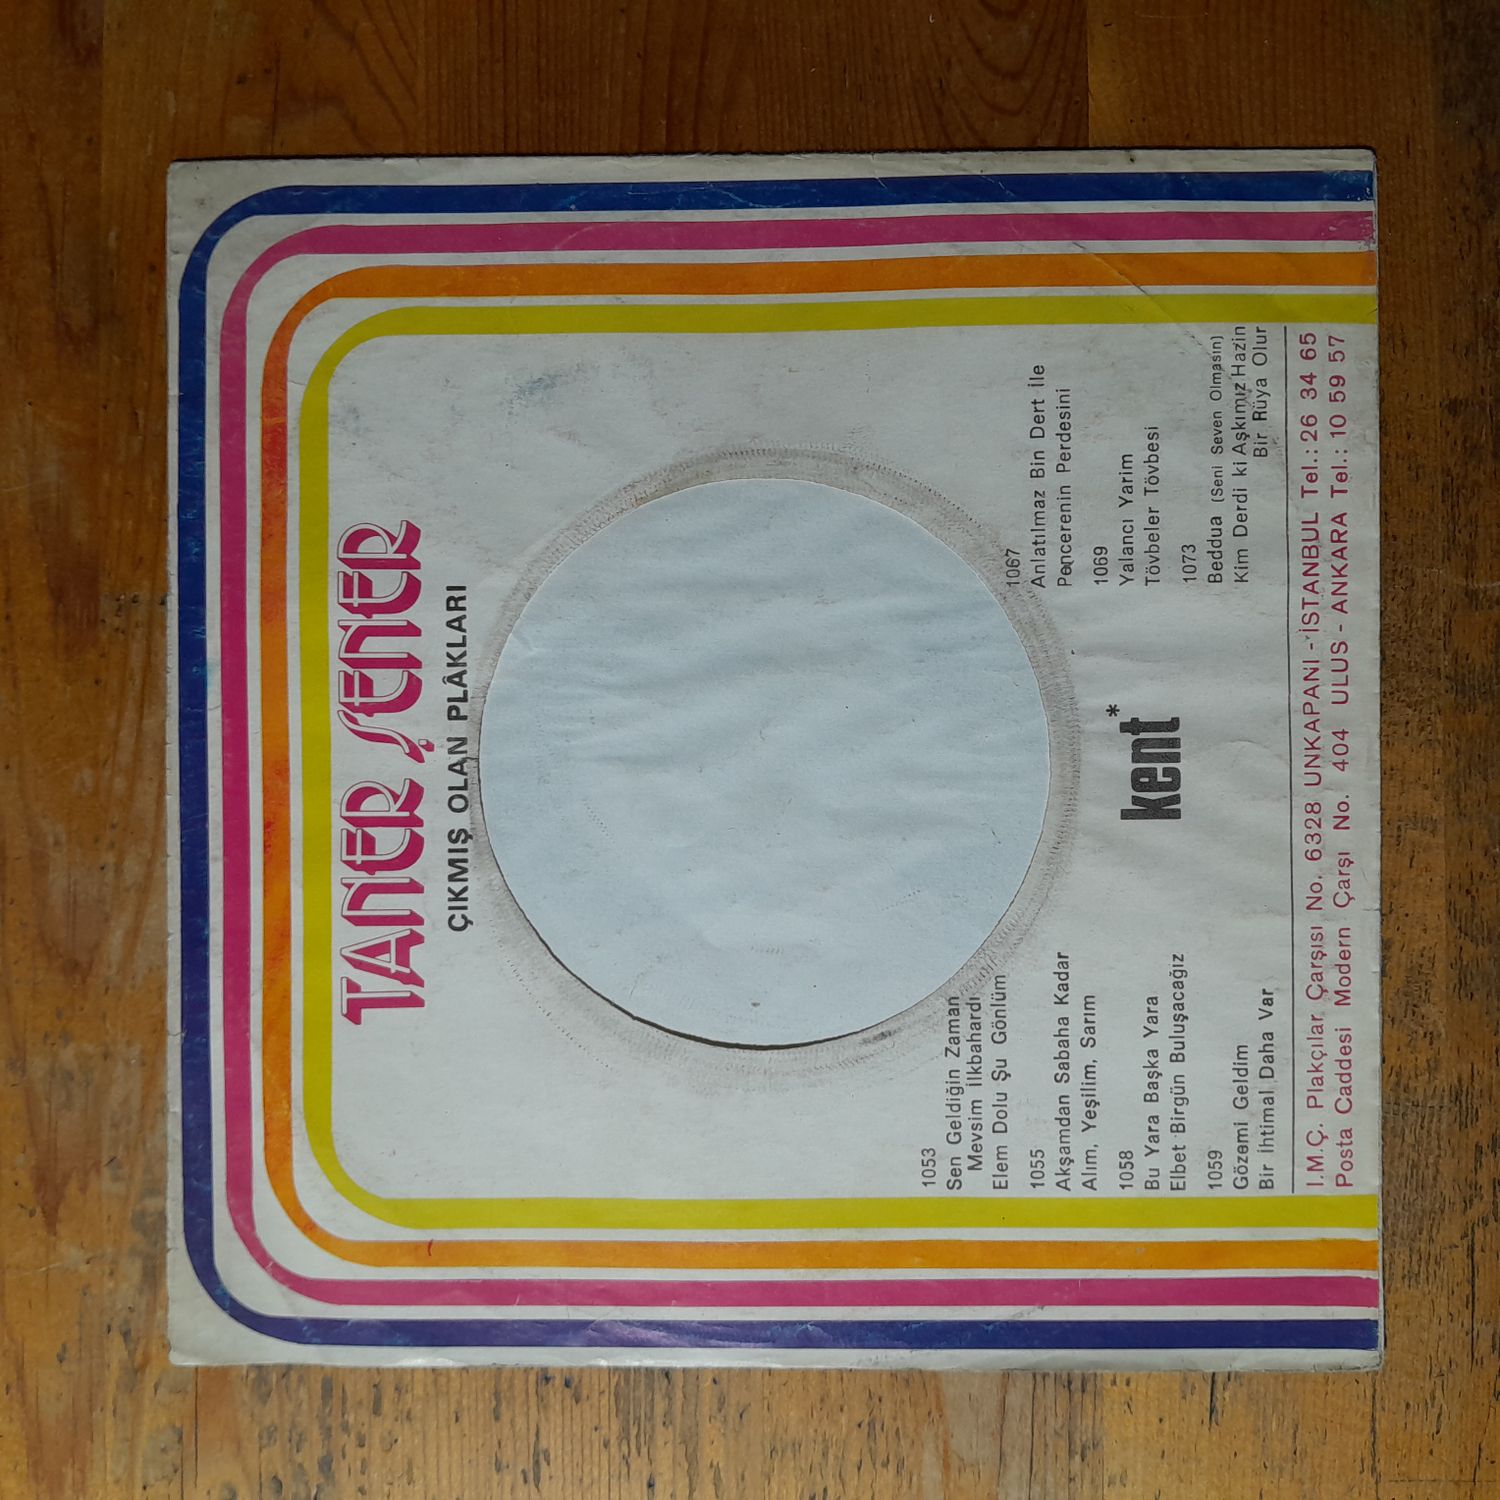 TANER ŞENER
ÇIKMIŞ OLAN PLÂKLARI
1053
Sen Geldiğin Zaman
Mevsim İlkbahardı
Elem Dolu Şu Gönlüm
1055
Akşamdan Sabaha Kadar
Alım, Yeşilim, Sarım
1058
Bu Yara Başka Yara
Elbet Birgün Buluşacağız
1059
Gözemi Geldim
Bir İhtimal Daha Var
kent*
1067
Anlatılmaz Bin Dert İle
Pencerenin Perdesini
1069
Yalancı Yarim
Tövbeler Tövbesi
1073
Beddua (Seni Seven Olmasın)
Kim Derdi ki Aşkımız Hazin
Bir Rüya Olur
I.M.Ç. Plakçılar Çarşısı No. 6328 UNKAPANI - İSTANBUL Tel.: 26 34 65
Posta Caddesi Modern Çarşı No. 404 ULUS - ANKARA Tel.: 10 59 57